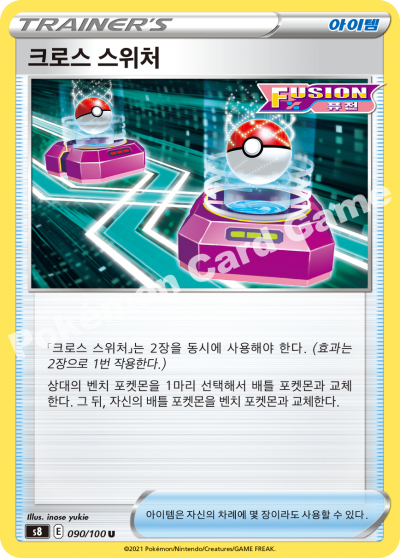 TRAINER'S 아이템
크로스 스위처
FUSION
퓨전
Pokémon Card Game
「크로스 스위처」는 2장을 동시에 사용해야 한다. (효과는
2장으로 1번 작용한다.)
상대의 벤치 포켓몬을 1마리 선택해서 배틀 포켓몬과 교체
한다. 그 뒤, 자신의 배틀 포켓몬을 벤치 포켓몬과 교체한다.
Illus. inose yukie
s8 E 090/100 U
아이템은 자신의 차례에 몇 장이라도 사용할 수 있다.
©2021 Pokémon/Nintendo/Creatures/GAME FREAK.